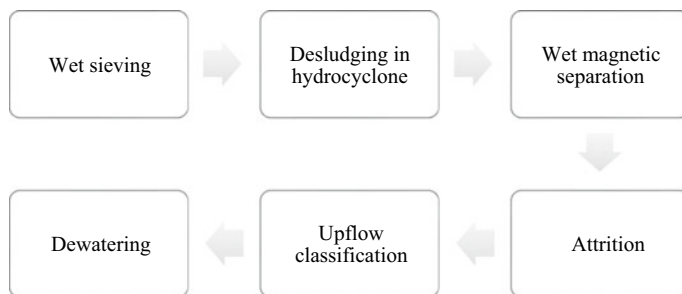 Wet sieving
Desludging in
hydrocyclone
Wet magnetic
separation
Attrition
Upflow
classification
Dewatering